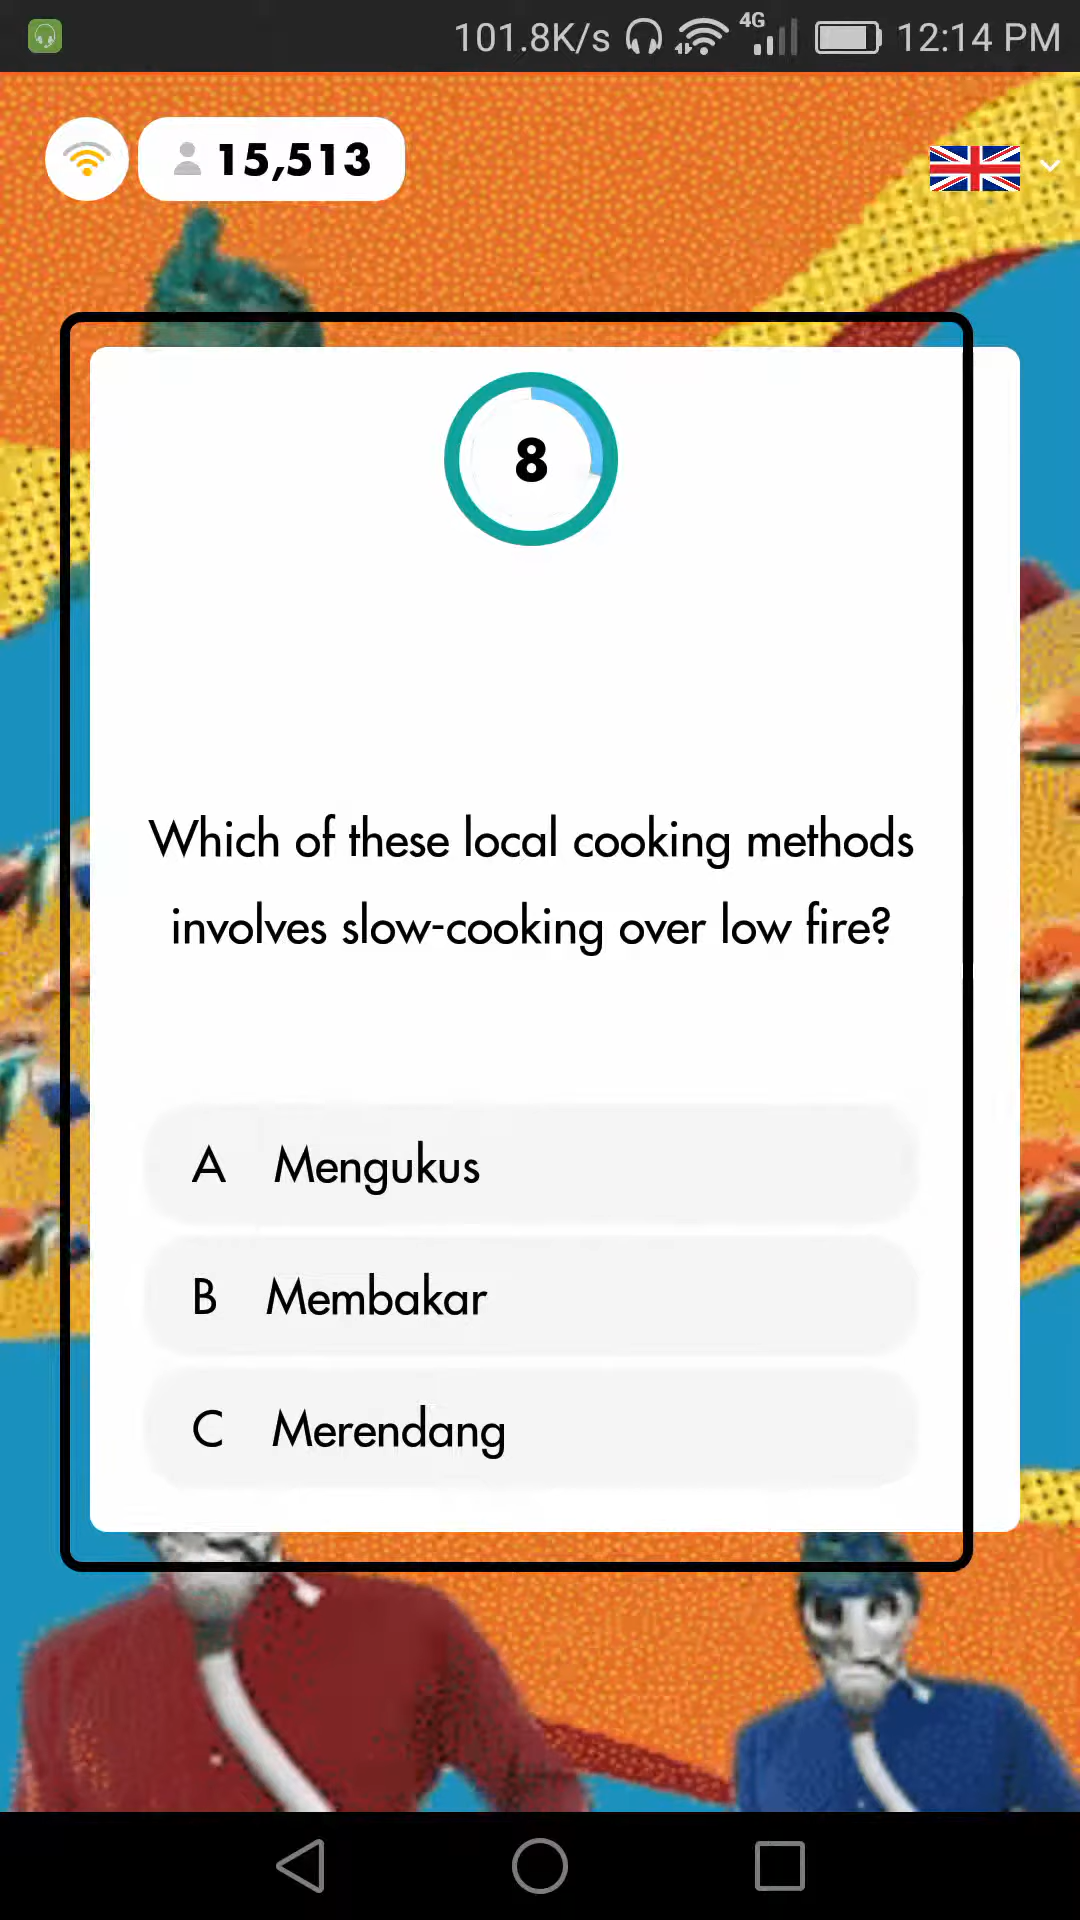 101.8K/s 4G 12:14 PM
15,513
8
Which of these local cooking methods
involves slow-cooking over low fire?
A Mengukus
B Membakar
C Merendang